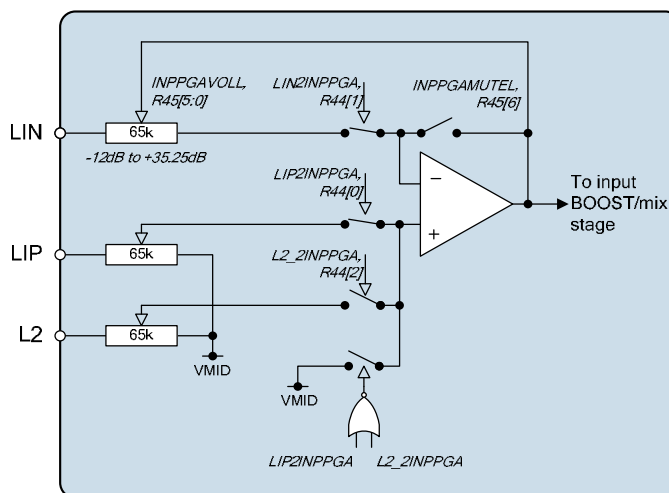 INPPGAVOLL,
R45[5:0]
LIN2INPPGA,
R44[1]
INPPGAMUTEL,
R45[6]
LIN
65k
-12dB to +35.25dB
−
To input
BOOST/mix
stage
LIP2INPPGA,
R44[0]
+
LIP
65k
L2_2INPPGA,
R44[2]
L2
65k
VMID
VMID
LIP2INPPGA
L2_2INPPGA